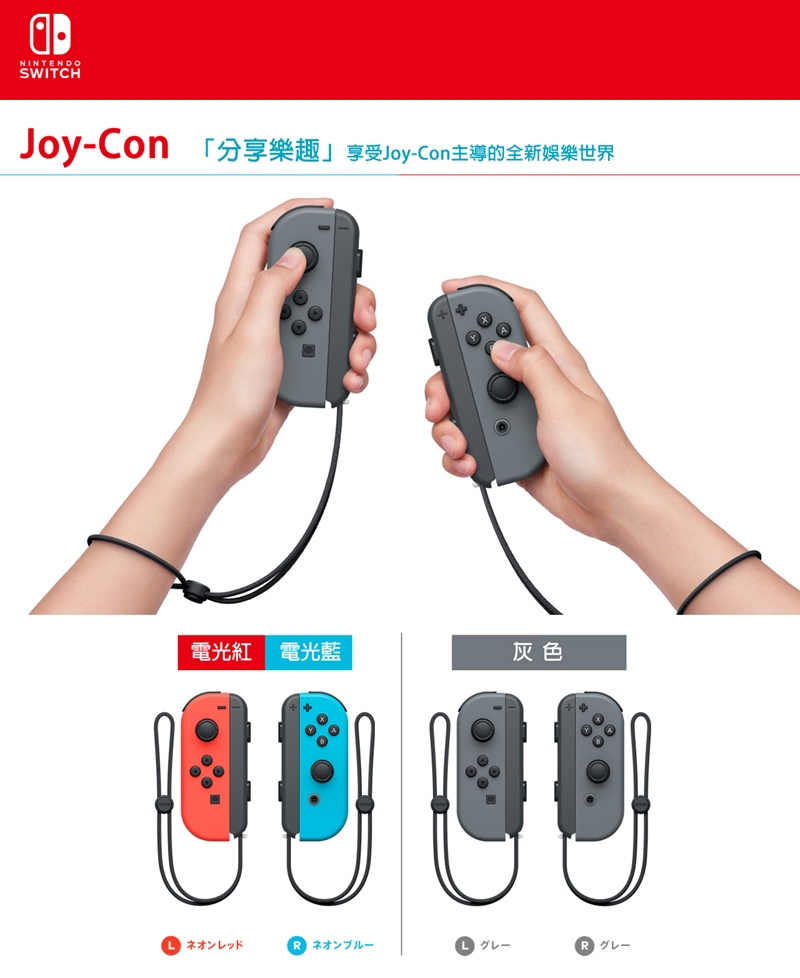 NINTENDO
SWITCH
Joy-Con 「分享樂趣」享受Joy-Con主導的全新娛樂世界
X
Y A
電光紅 電光藍 灰色
X X
Y A Y A
B B
L ネオンレッド R ネオンブルー L グレー R グレー